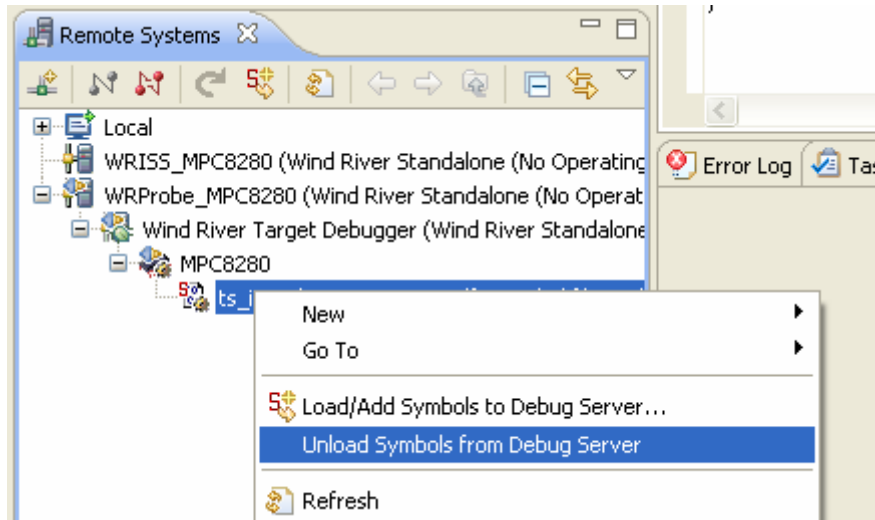 Remote Systems
Local
WRISS_MPC8280 (Wind River Standalone (No Operating
WRProbe_MPC8280 (Wind River Standalone (No Operat
Wind River Target Debugger (Wind River Standalone
MPC8280
New
Go To
Load/Add Symbols to Debug Server...
Unload Symbols from Debug Server
Refresh
Error Log
Tas